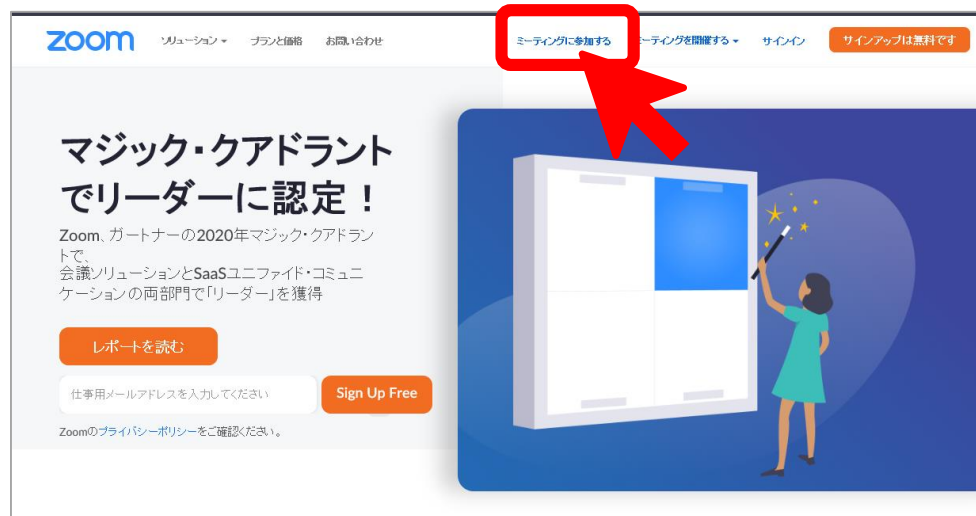 zoom ソリューション プランと価格 お問い合わせ ミーティングに参加する ミーティングを開催する サインイン サインアップは無料です
マジック・クアドラント
でリーダーに認定！
Zoom、ガートナーの2020年マジック・クアドラン
トで、
会議ソリューションとSaaSユニファイド・コミュニ
ケーションの両部門で「リーダー」を獲得
レポートを読む
仕事用メールアドレスを入力してください Sign Up Free
Zoomのプライバシーポリシーをご確認ください。